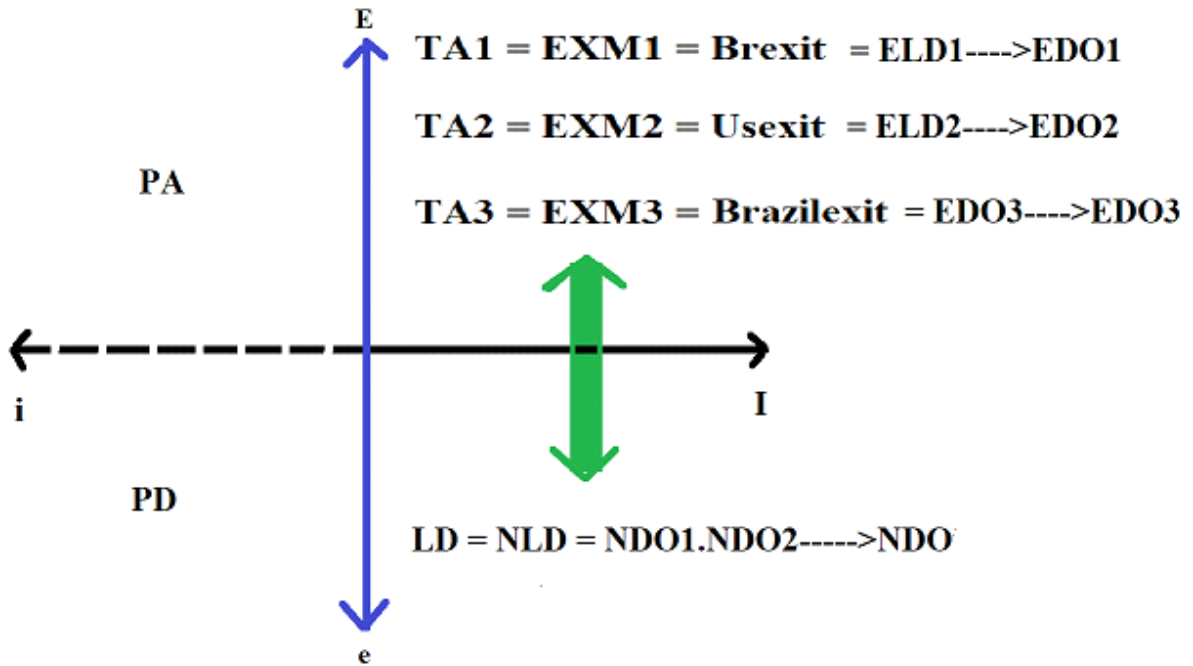 E
TA1 = EXM1 = Brexit = ELD1---->EDO1
TA2 = EXM2 = Usexit = ELD2---->EDO2
PA
TA3 = EXM3 = Brazilexit = EDO3---->EDO3
i
I
PD
LD = NLD = NDO1.NDO2----->NDO
e